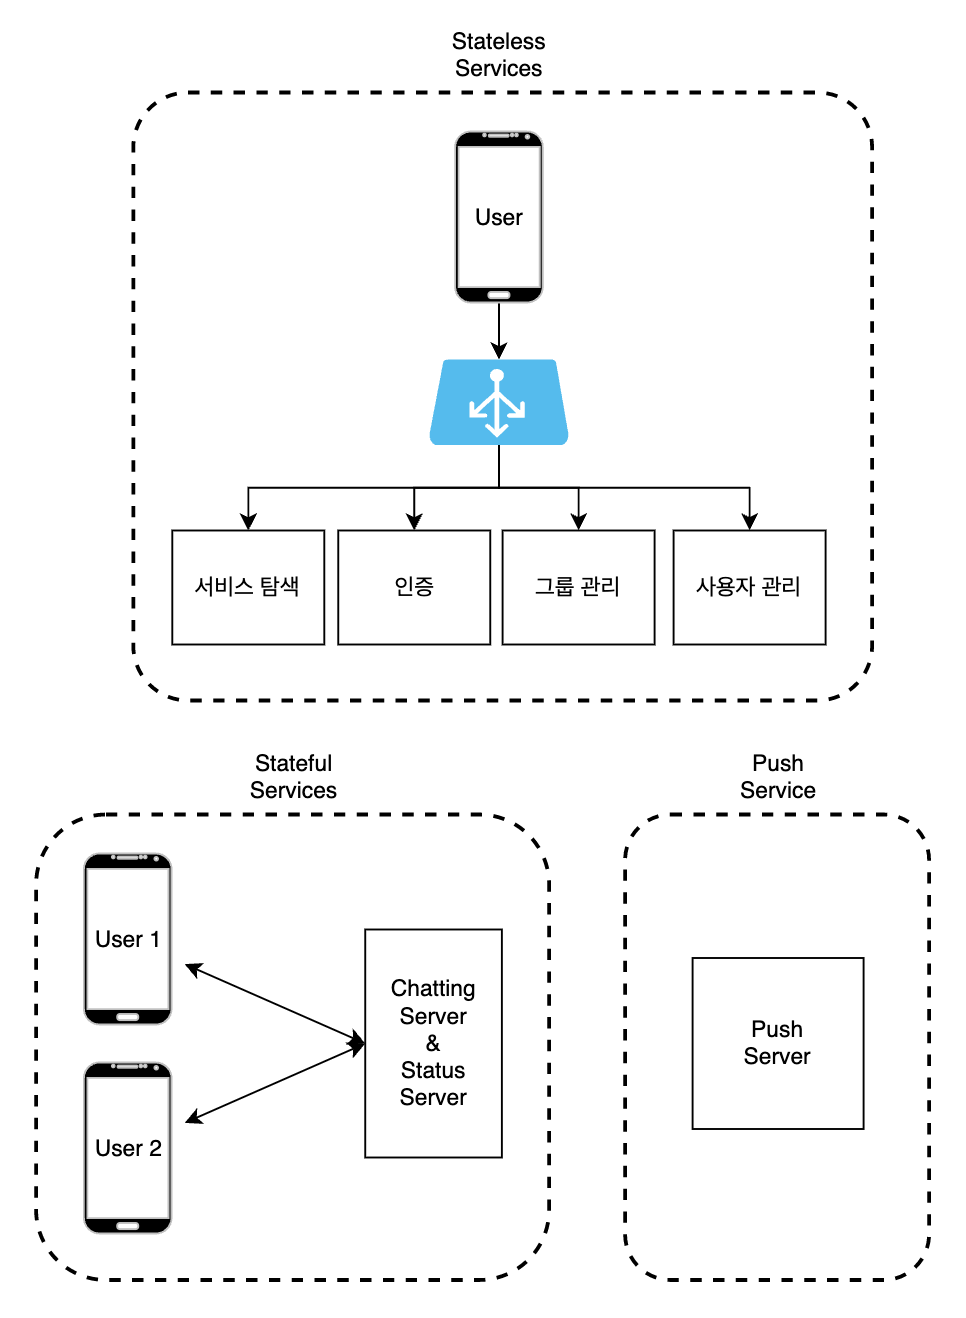 Stateless
Services
User
서비스 탐색
인증
그룹 관리
사용자 관리
Stateful
Services
User 1
User 2
Chatting
Server
&
Status
Server
Push
Service
Push
Server